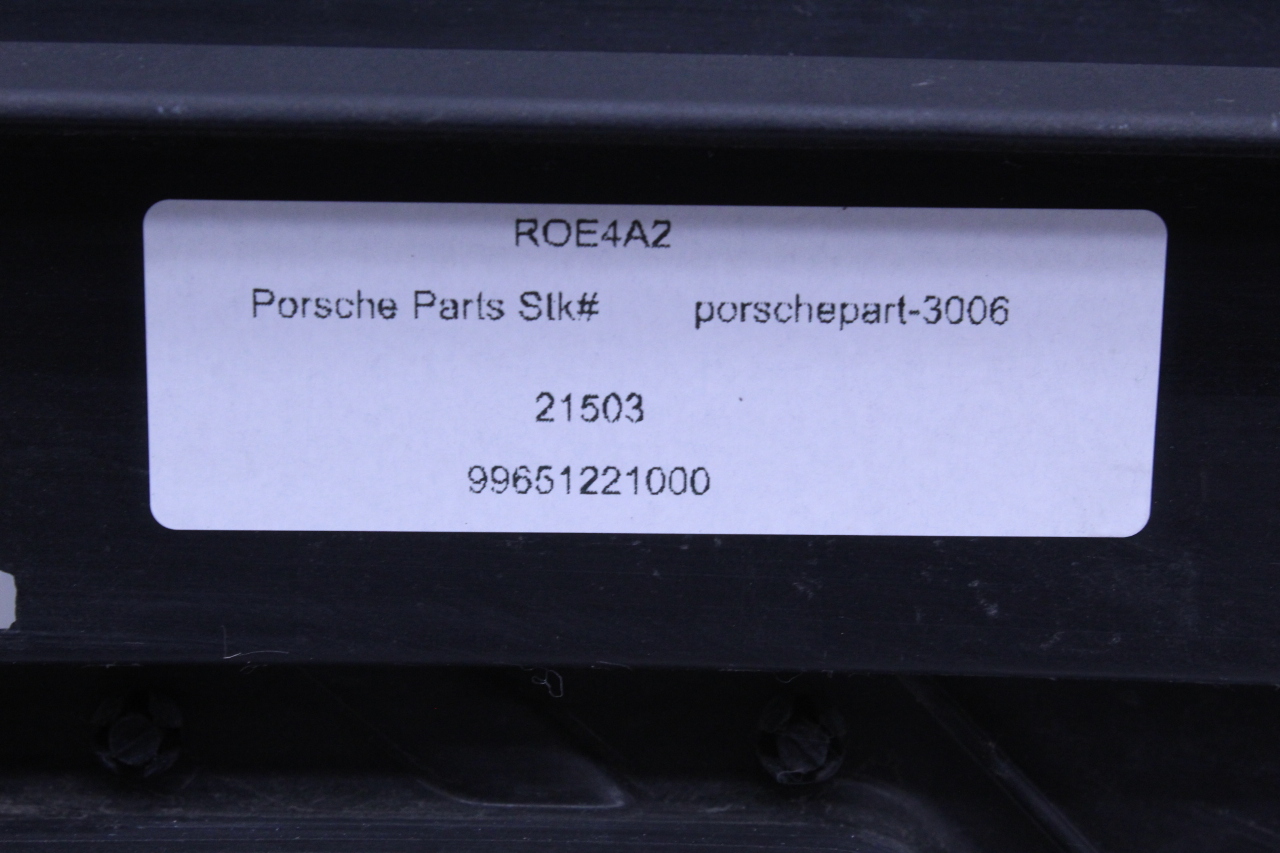 ROE4A2
Porsche Parts Stk# porschepart-3006
21503
99651221000